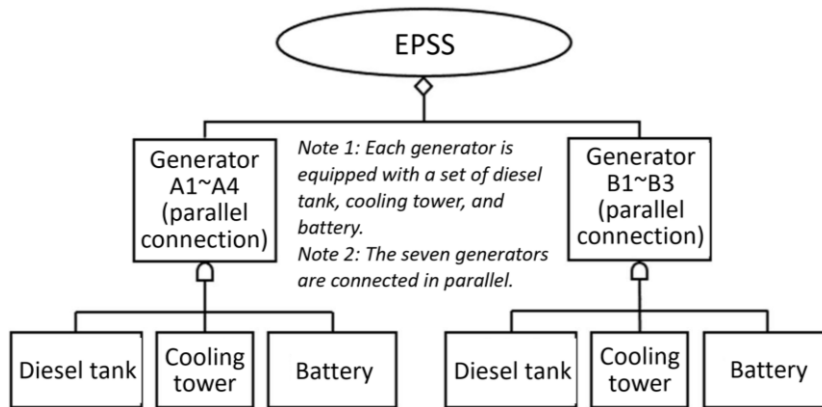 EPSS
Generator
A1~A4
(parallel
connection)
Note 1: Each generator is
equipped with a set of diesel
tank, cooling tower, and
battery.
Note 2: The seven generators
are connected in parallel.
Generator
B1~B3
(parallel
connection)
Diesel tank
Cooling
tower
Battery
Diesel tank
Cooling
tower
Battery